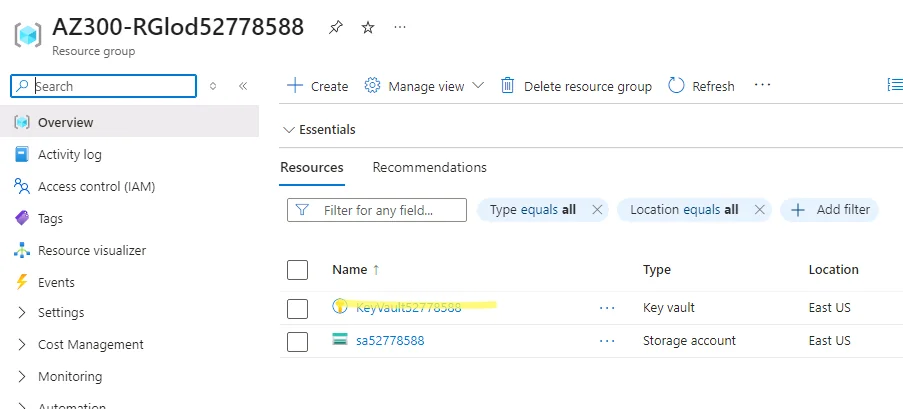 AZ300-RGlod52778588
Resource group
Search
Overview
Activity log
Access control (IAM)
Tags
Resource visualizer
Events
Settings
Cost Management
Monitoring
Automation
Create Manage view Delete resource group Refresh
Essentials
Resources Recommendations
Filter for any field... Type equals all Location equals all Add filter
Name ↑ Type Location
KeyVault52778588 ... Key vault East US
sa52778588 ... Storage account East US